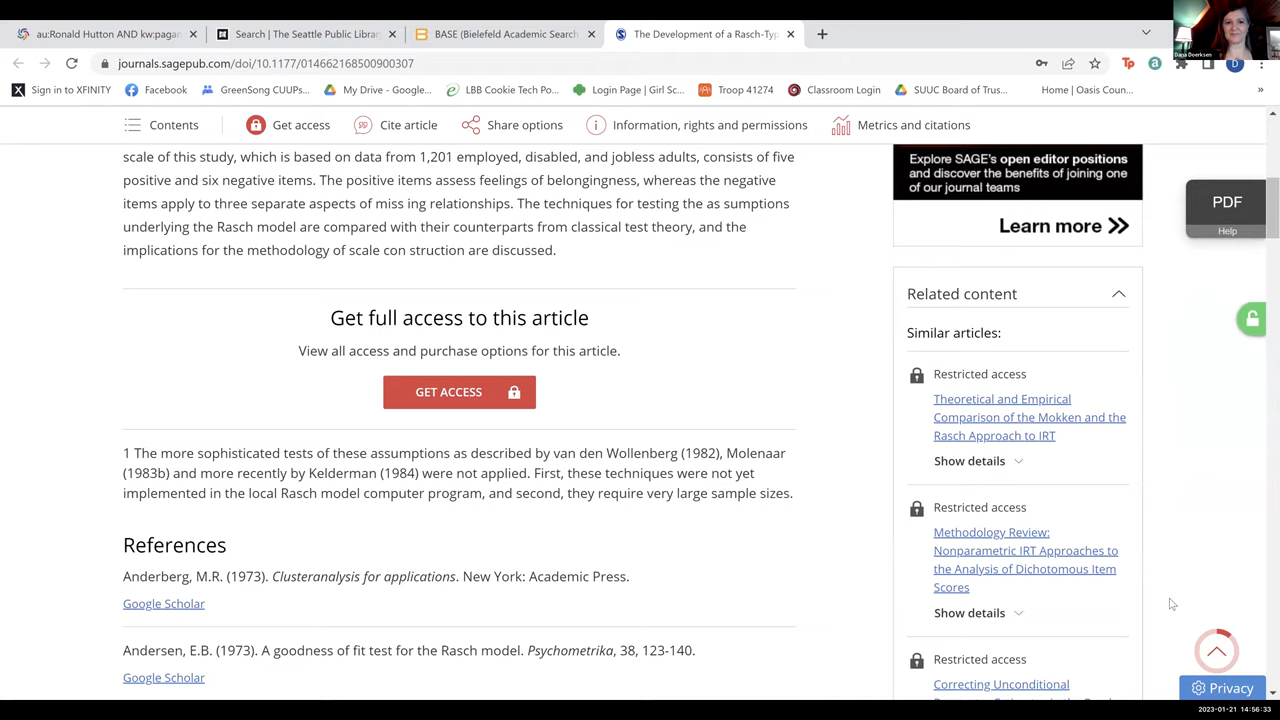 au:Ronald Hutton AND kw:pagan
Search | The Seattle Public Librar
BASE (Bielefeld Academic Search
The Development of a Rasch-Typ
journals.sagepub.com/doi/10.1177/014662168500900307
Sign in to XFINITY
Facebook
GreenSong CUUPs...
My Drive - Google...
LBB Cookie Tech Po...
Login Page | Girl Sc...
Troop 41274
Classroom Login
SUUC Board of Trus...
Home | Oasis Coun...
»
Dana Doerksen
Contents
Get access
Cite article
Share options
Information, rights and permissions
Metrics and citations
scale of this study, which is based on data from 1,201 employed, disabled, and jobless adults, consists of five
positive and six negative items. The positive items assess feelings of belongingness, whereas the negative
items apply to three separate aspects of miss ing relationships. The techniques for testing the as sumptions
underlying the Rasch model are compared with their counterparts from classical test theory, and the
implications for the methodology of scale con struction are discussed.
Get full access to this article
View all access and purchase options for this article.
GET ACCESS
1 The more sophisticated tests of these assumptions as described by van den Wollenberg (1982), Molenaar
(1983b) and more recently by Kelderman (1984) were not applied. First, these techniques were not yet
implemented in the local Rasch model computer program, and second, they require very large sample sizes.
References
Anderberg, M.R. (1973). Clusteranalysis for applications. New York: Academic Press.
Google Scholar
Andersen, E.B. (1973). A goodness of fit test for the Rasch model. Psychometrika, 38, 123-140.
Google Scholar
Explore SAGE's open editor positions
and discover the benefits of joining one
of our journal teams
Learn more »
Related content
Similar articles:
Restricted access
Theoretical and Empirical
Comparison of the Mokken and the
Rasch Approach to IRT
Show details
Restricted access
Methodology Review:
Nonparametric IRT Approaches to
the Analysis of Dichotomous Item
Scores
Show details
Restricted access
Correcting Unconditional
PDF
Help
Privacy
2023-01-21 14:56:33